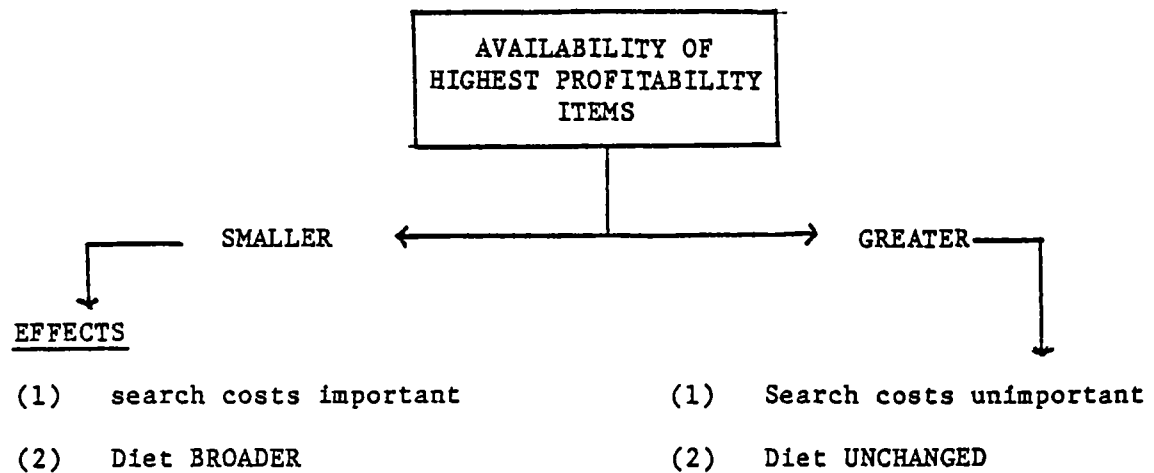 AVAILABILITY OF
HIGHEST PROFITABILITY
ITEMS
SMALLER
GREATER
EFFECTS
(1) search costs important
(1) Search costs unimportant
(2) Diet BROADER
(2) Diet UNCHANGED